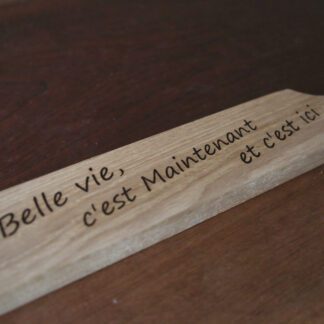 Belle vie,
c'est Maintenant
et c'est ici